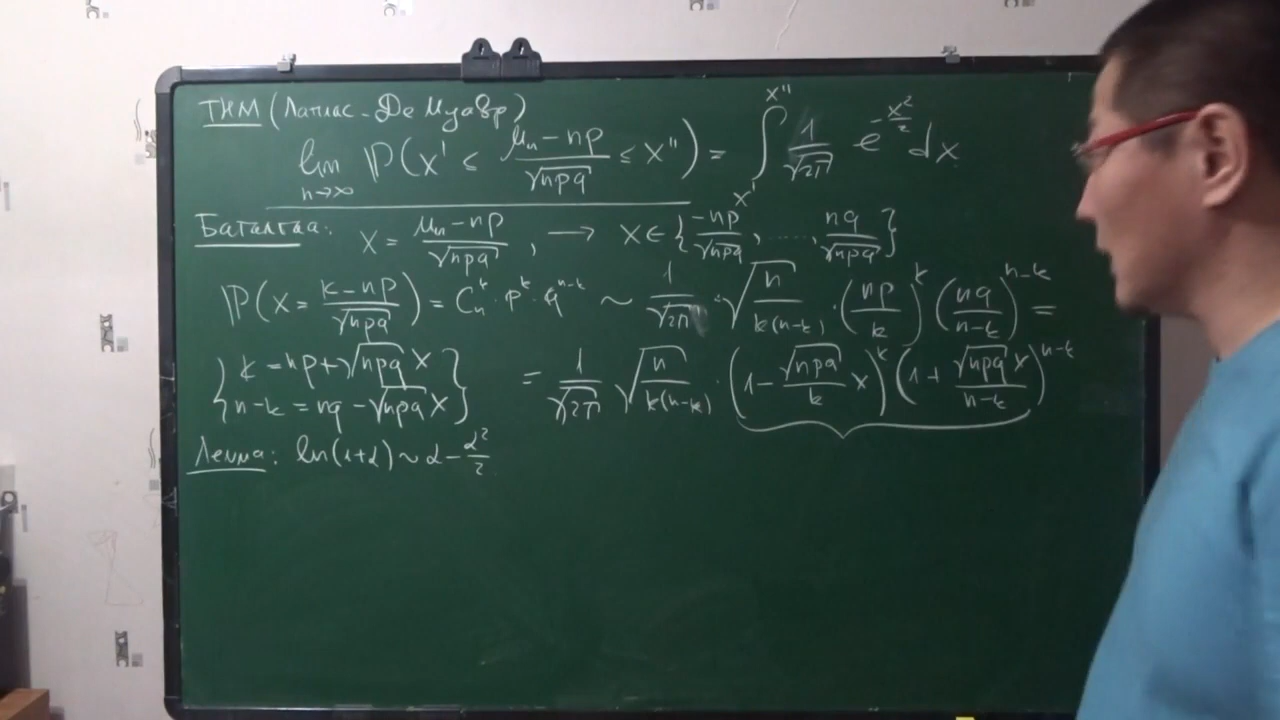 ТНМ (Лаплас - Де Муавр)
lim n→∞ ℙ(x' ≤ (μₙ - np)/√(npq) ≤ x'') = ∫_{x'}^{x''} 1/√(2π) e^{-x²/2} dx
Баталгаа: x = (μₙ - np)/√(npq), → x ∈ {-np/√(npq), ......, nq/√(npq)}
ℙ(x = (k - np)/√(npq)) = Cₙᵏ · pᵏ · qⁿ⁻ᵏ ~ 1/√(2π) · √(n/(k(n-k))) · (np/k)ᵏ (nq/(n-k))ⁿ⁻ᵏ =
{ k = np + √(npq) x
n-k = nq - √(npq) x }
= 1/√(2π) √(n/(k(n-k))) · (1 - √(npq)/k x)ᵏ (1 + √(npq) x/(n-k))ⁿ⁻ᵏ
Лемма: ln(1+α) ~ α - α²/2